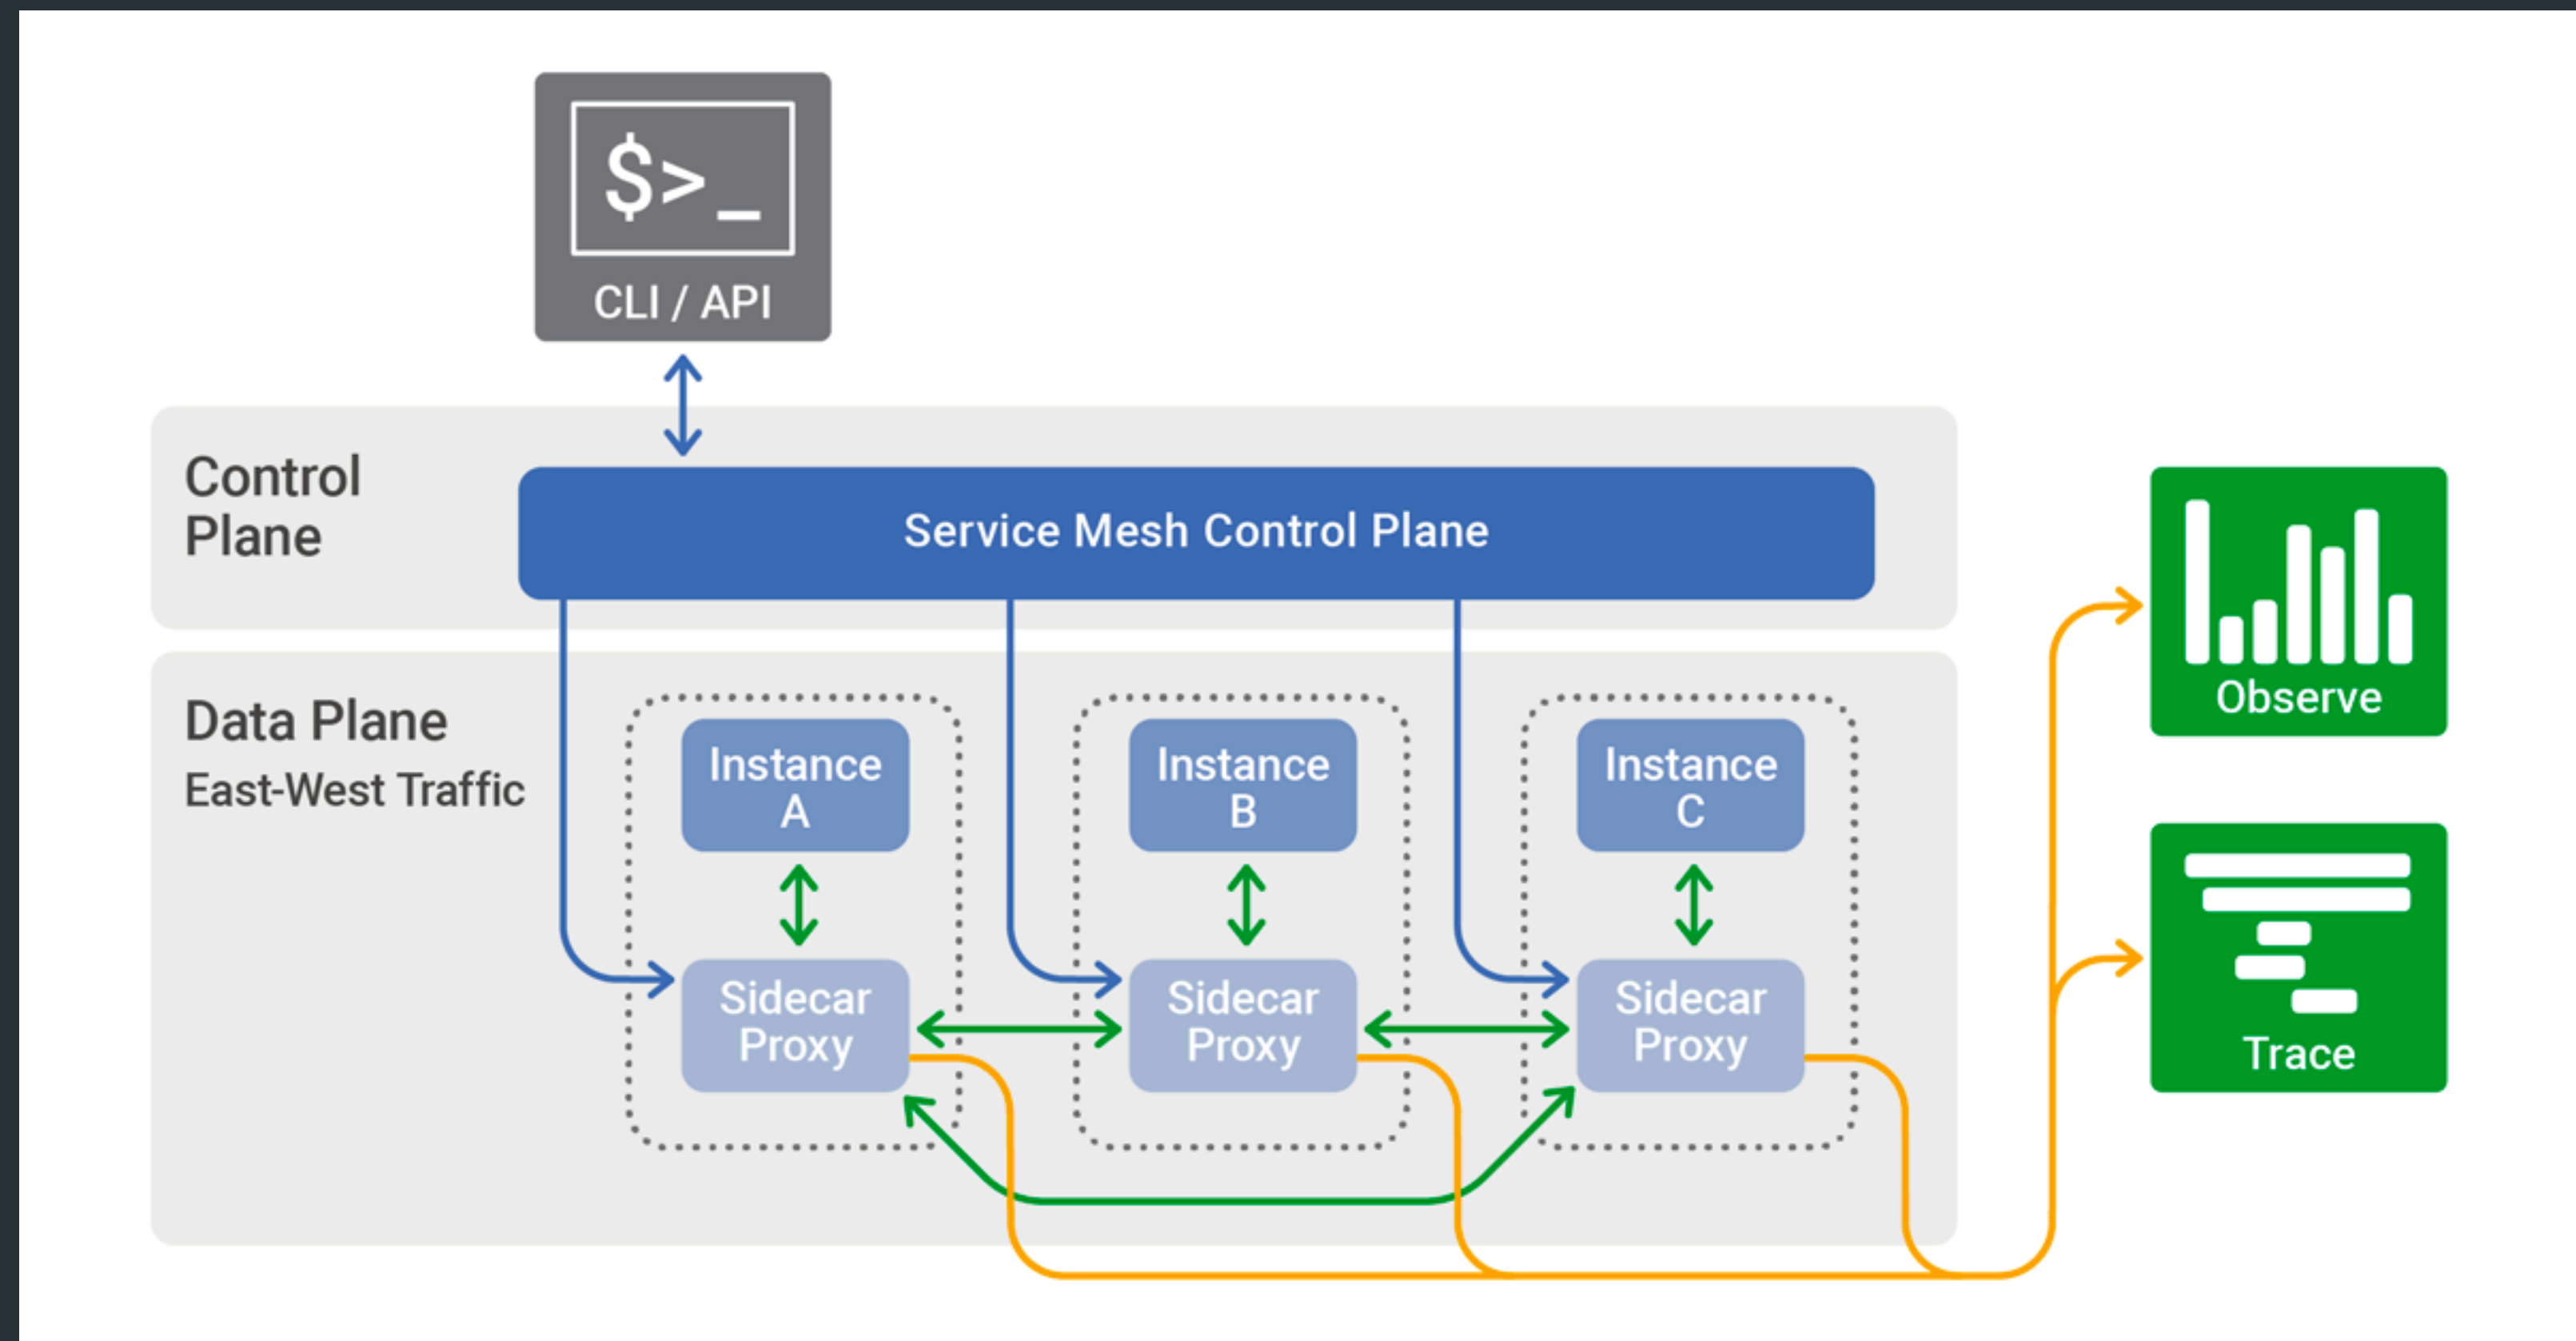 $>_
CLI / API
Control
Plane
Service Mesh Control Plane
Data Plane
East-West Traffic
Instance
A
Instance
B
Instance
C
Sidecar
Proxy
Sidecar
Proxy
Sidecar
Proxy
Observe
Trace